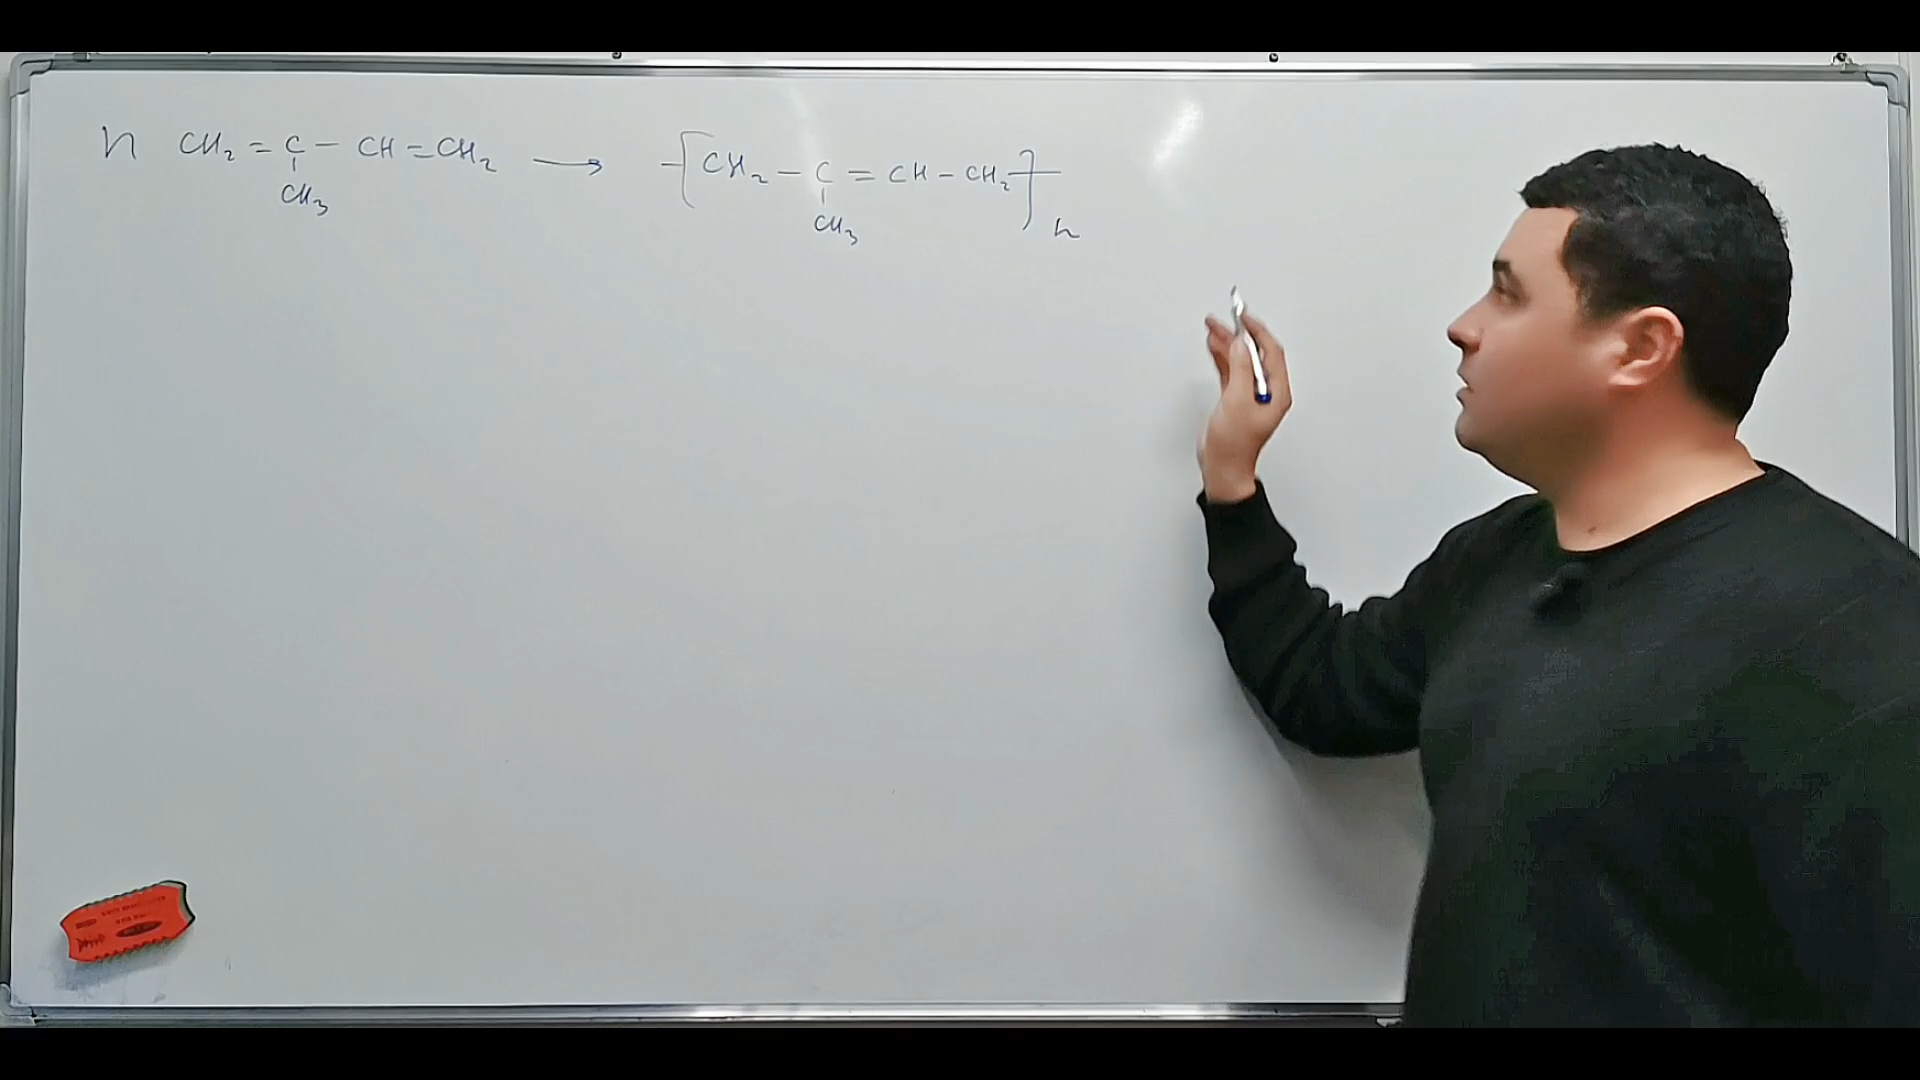 n CH₂ = C – CH = CH₂ → -[CH₂ – C = CH – CH₂]-n
CH₃ CH₃